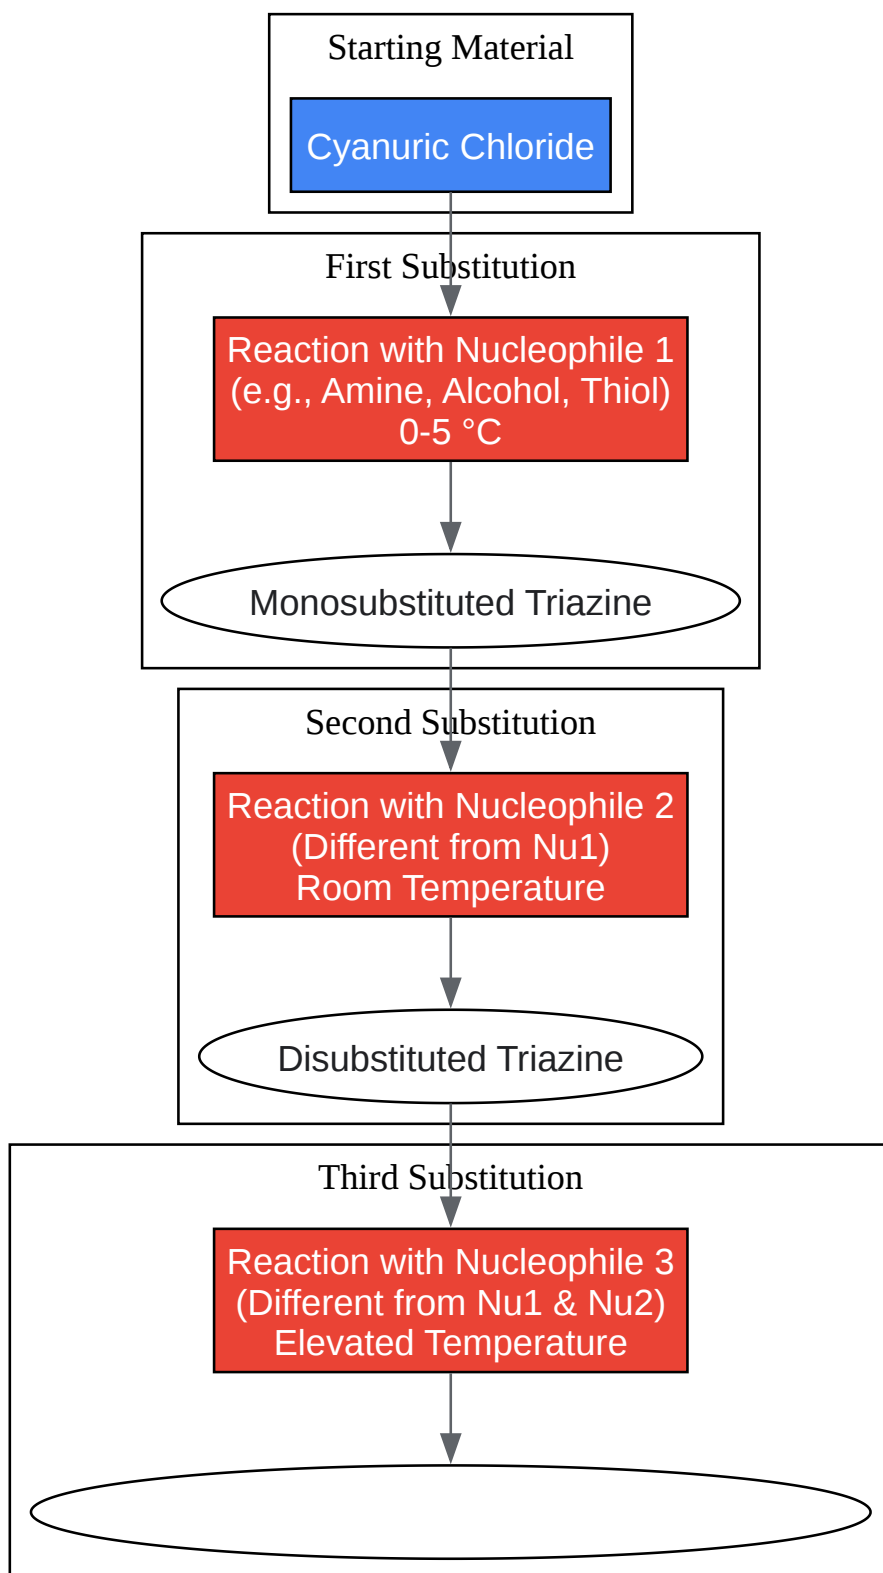 Starting Material
Cyanuric Chloride
First Substitution
Reaction with Nucleophile 1
(e.g., Amine, Alcohol, Thiol)
0-5 °C
Monosubstituted Triazine
Second Substitution
Reaction with Nucleophile 2
(Different from Nu1)
Room Temperature
Disubstituted Triazine
Third Substitution
Reaction with Nucleophile 3
(Different from Nu1 & Nu2)
Elevated Temperature